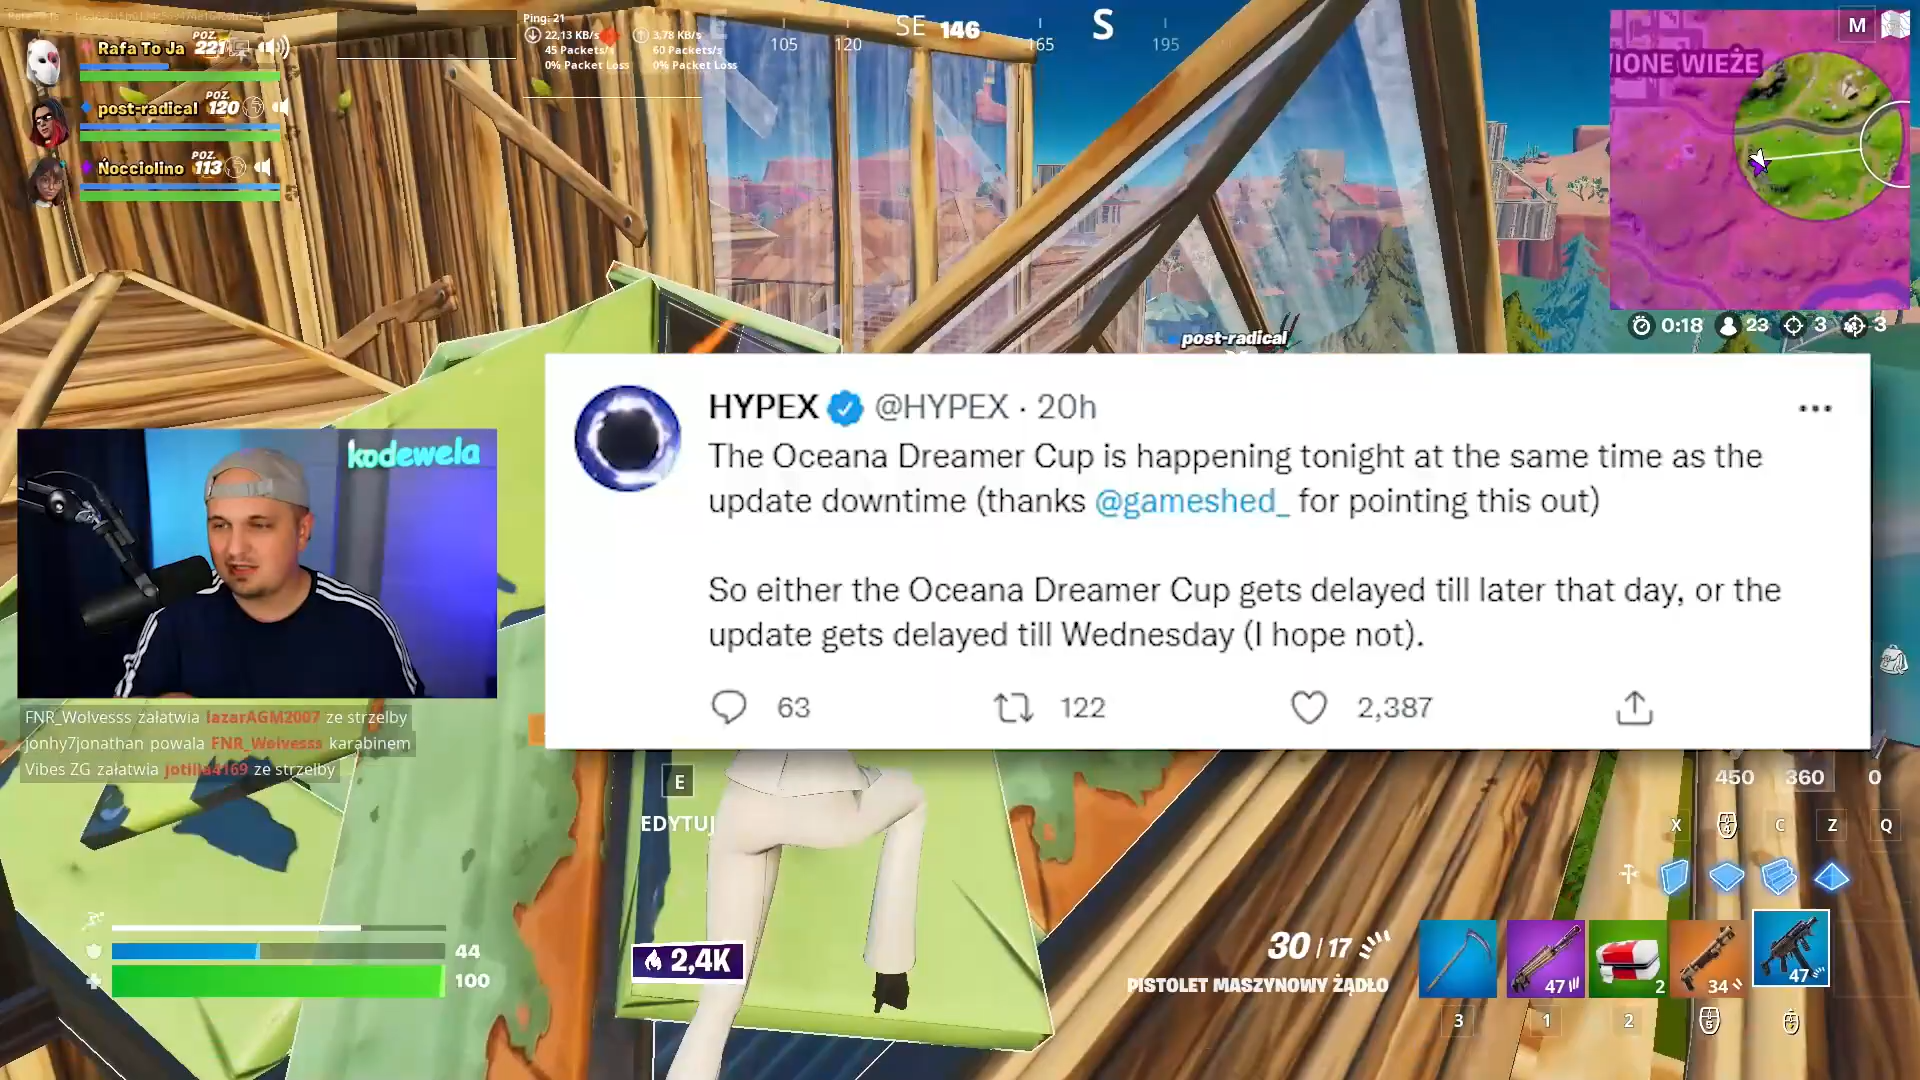 Ping: 21
22,13 KB/s 3,78 KB/s
45 Packets/s 60 Packets/s
0% Packet Loss 0% Packet Loss
Rafa To Ja POZ. 221
post-radical POZ. 120
Ńocciolino POZ. 113
E 105 120 SE 146 165 S 195
M
IONE WIEŻE
0:18 23 3 3
post-radical
HYPEX @HYPEX · 20h
The Oceana Dreamer Cup is happening tonight at the same time as the
update downtime (thanks @gameshed_ for pointing this out)
So either the Oceana Dreamer Cup gets delayed till later that day, or the
update gets delayed till Wednesday (I hope not).
63 122 2,387
kodewela
FNR_Wolvesss załatwia lazarAGM2007 ze strzelby
jonhy7jonathan powala FNR_Wolvesss karabinem
Vibes ZG załatwia jotilla4169 ze strzelby
E
EDYTUJ
450 360 0
X C Z Q
44
100
2,4K
30 / 17
PISTOLET MASZYNOWY ŻĄDŁO
47 2 34 47
3 1 2